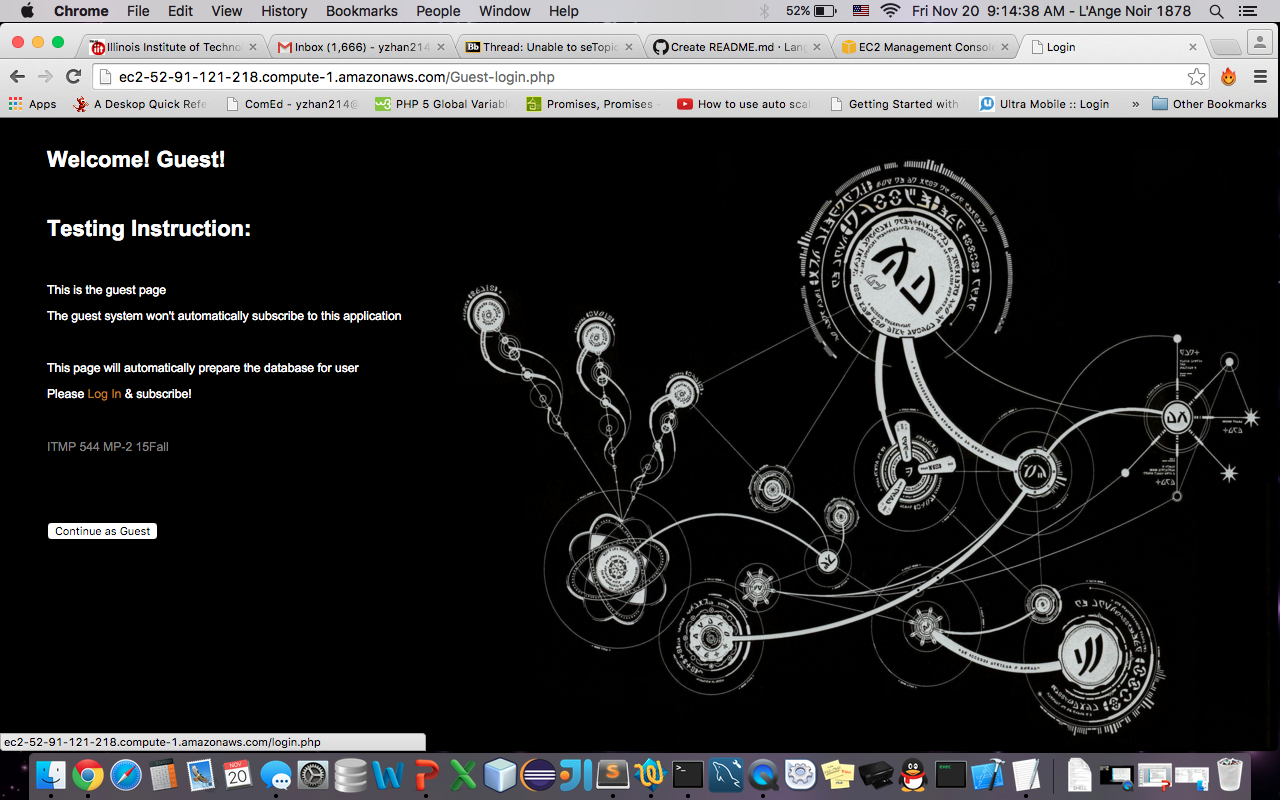 Chrome File Edit View History Bookmarks People Window Help 52% Fri Nov 20 9:14:38 AM - L'Ange Noir 1878
Illinois Institute of Techno Inbox (1,666) - yzhan214 Thread: Unable to seTopic Create README.md · Lan EC2 Management Console Login
ec2-52-91-121-218.compute-1.amazonaws.com/Guest-login.php
Apps A Deskop Quick Refe ComEd - yzhan214@ PHP 5 Global Variabl Promises, Promises - How to use auto scal Getting Started with Ultra Mobile :: Login » Other Bookmarks
Welcome! Guest!
Testing Instruction:
This is the guest page
The guest system won't automatically subscribe to this application
This page will automatically prepare the database for user
Please Log In & subscribe!
ITMP 544 MP-2 15Fall
Continue as Guest
ec2-52-91-121-218.compute-1.amazonaws.com/login.php
NOV
20